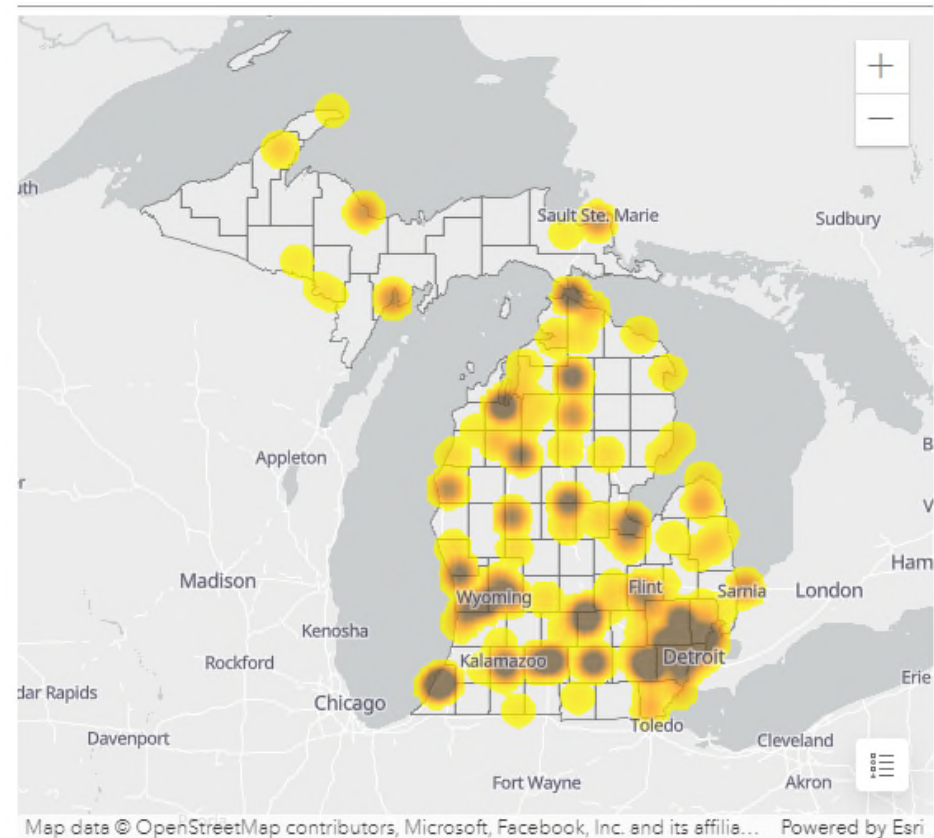 +
uth
Sault Ste. Marie
Sudbury
−
Appleton
B
r
V
Ham
Madison
Wyoming
Flint
Sarnia
London
Kenosha
Rockford
Kalamazoo
Detroit
Erie
dar Rapids
Chicago
Toledo
Davenport
Cleveland
Fort Wayne
Akron
Map data © OpenStreetMap contributors, Microsoft, Facebook, Inc. and its affilia... Powered by Esri